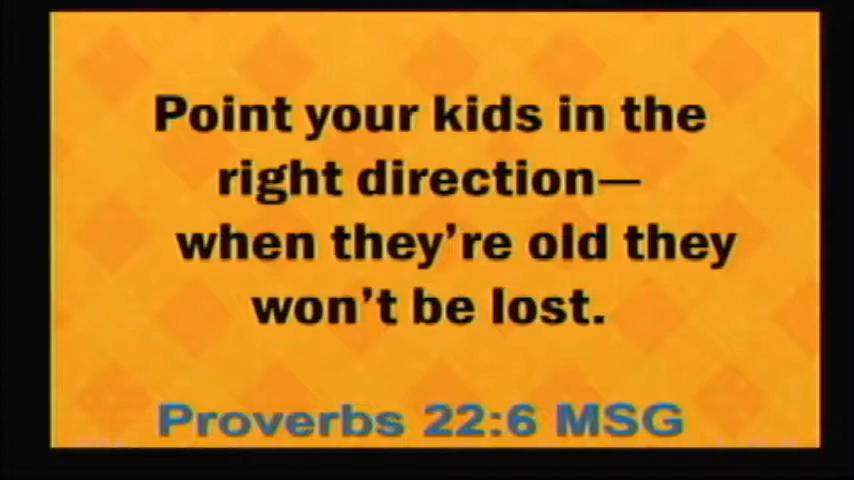 Point your kids in the
right direction—
when they're old they
won't be lost.
Proverbs 22:6 MSG